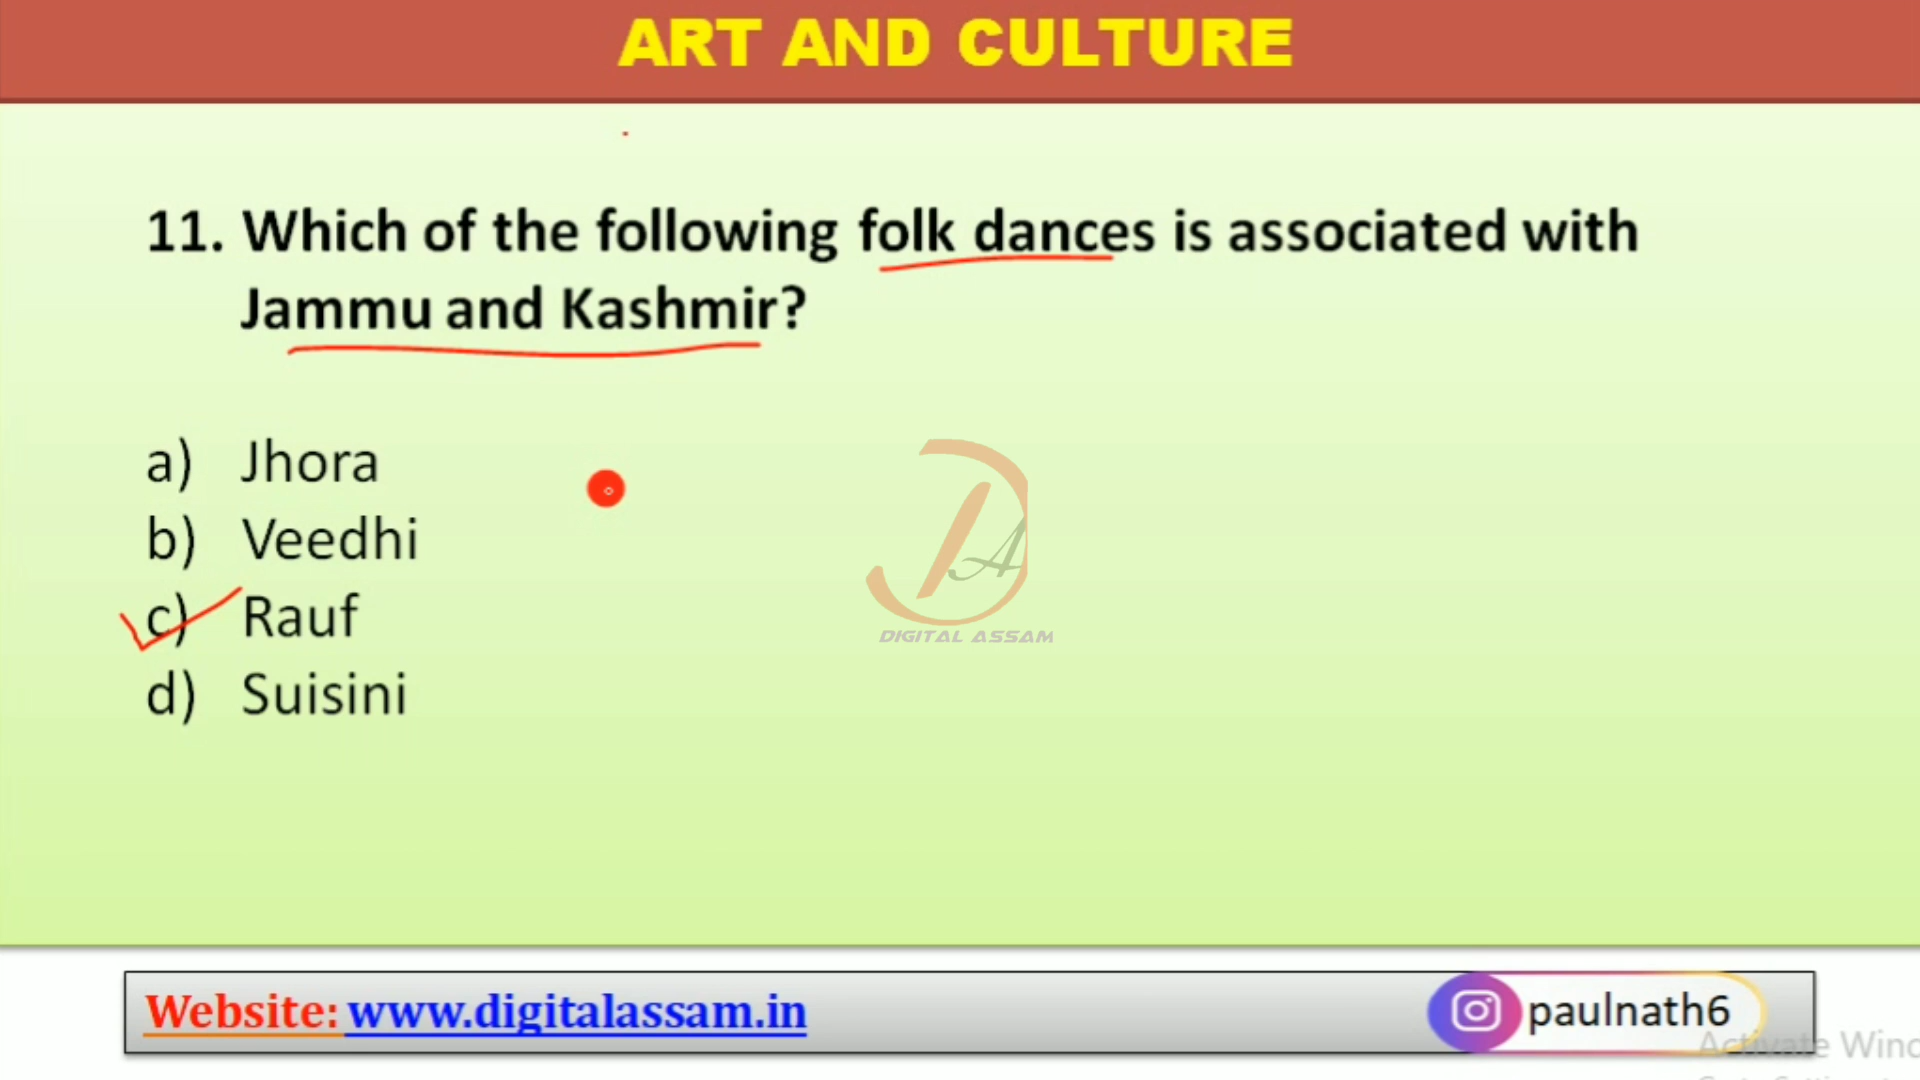 ART AND CULTURE
11. Which of the following folk dances is associated with
Jammu and Kashmir?
a) Jhora
b) Veedhi
c) Rauf
d) Suisini
DIGITAL ASSAM
Website: www.digitalassam.in
paulnath6
Activate